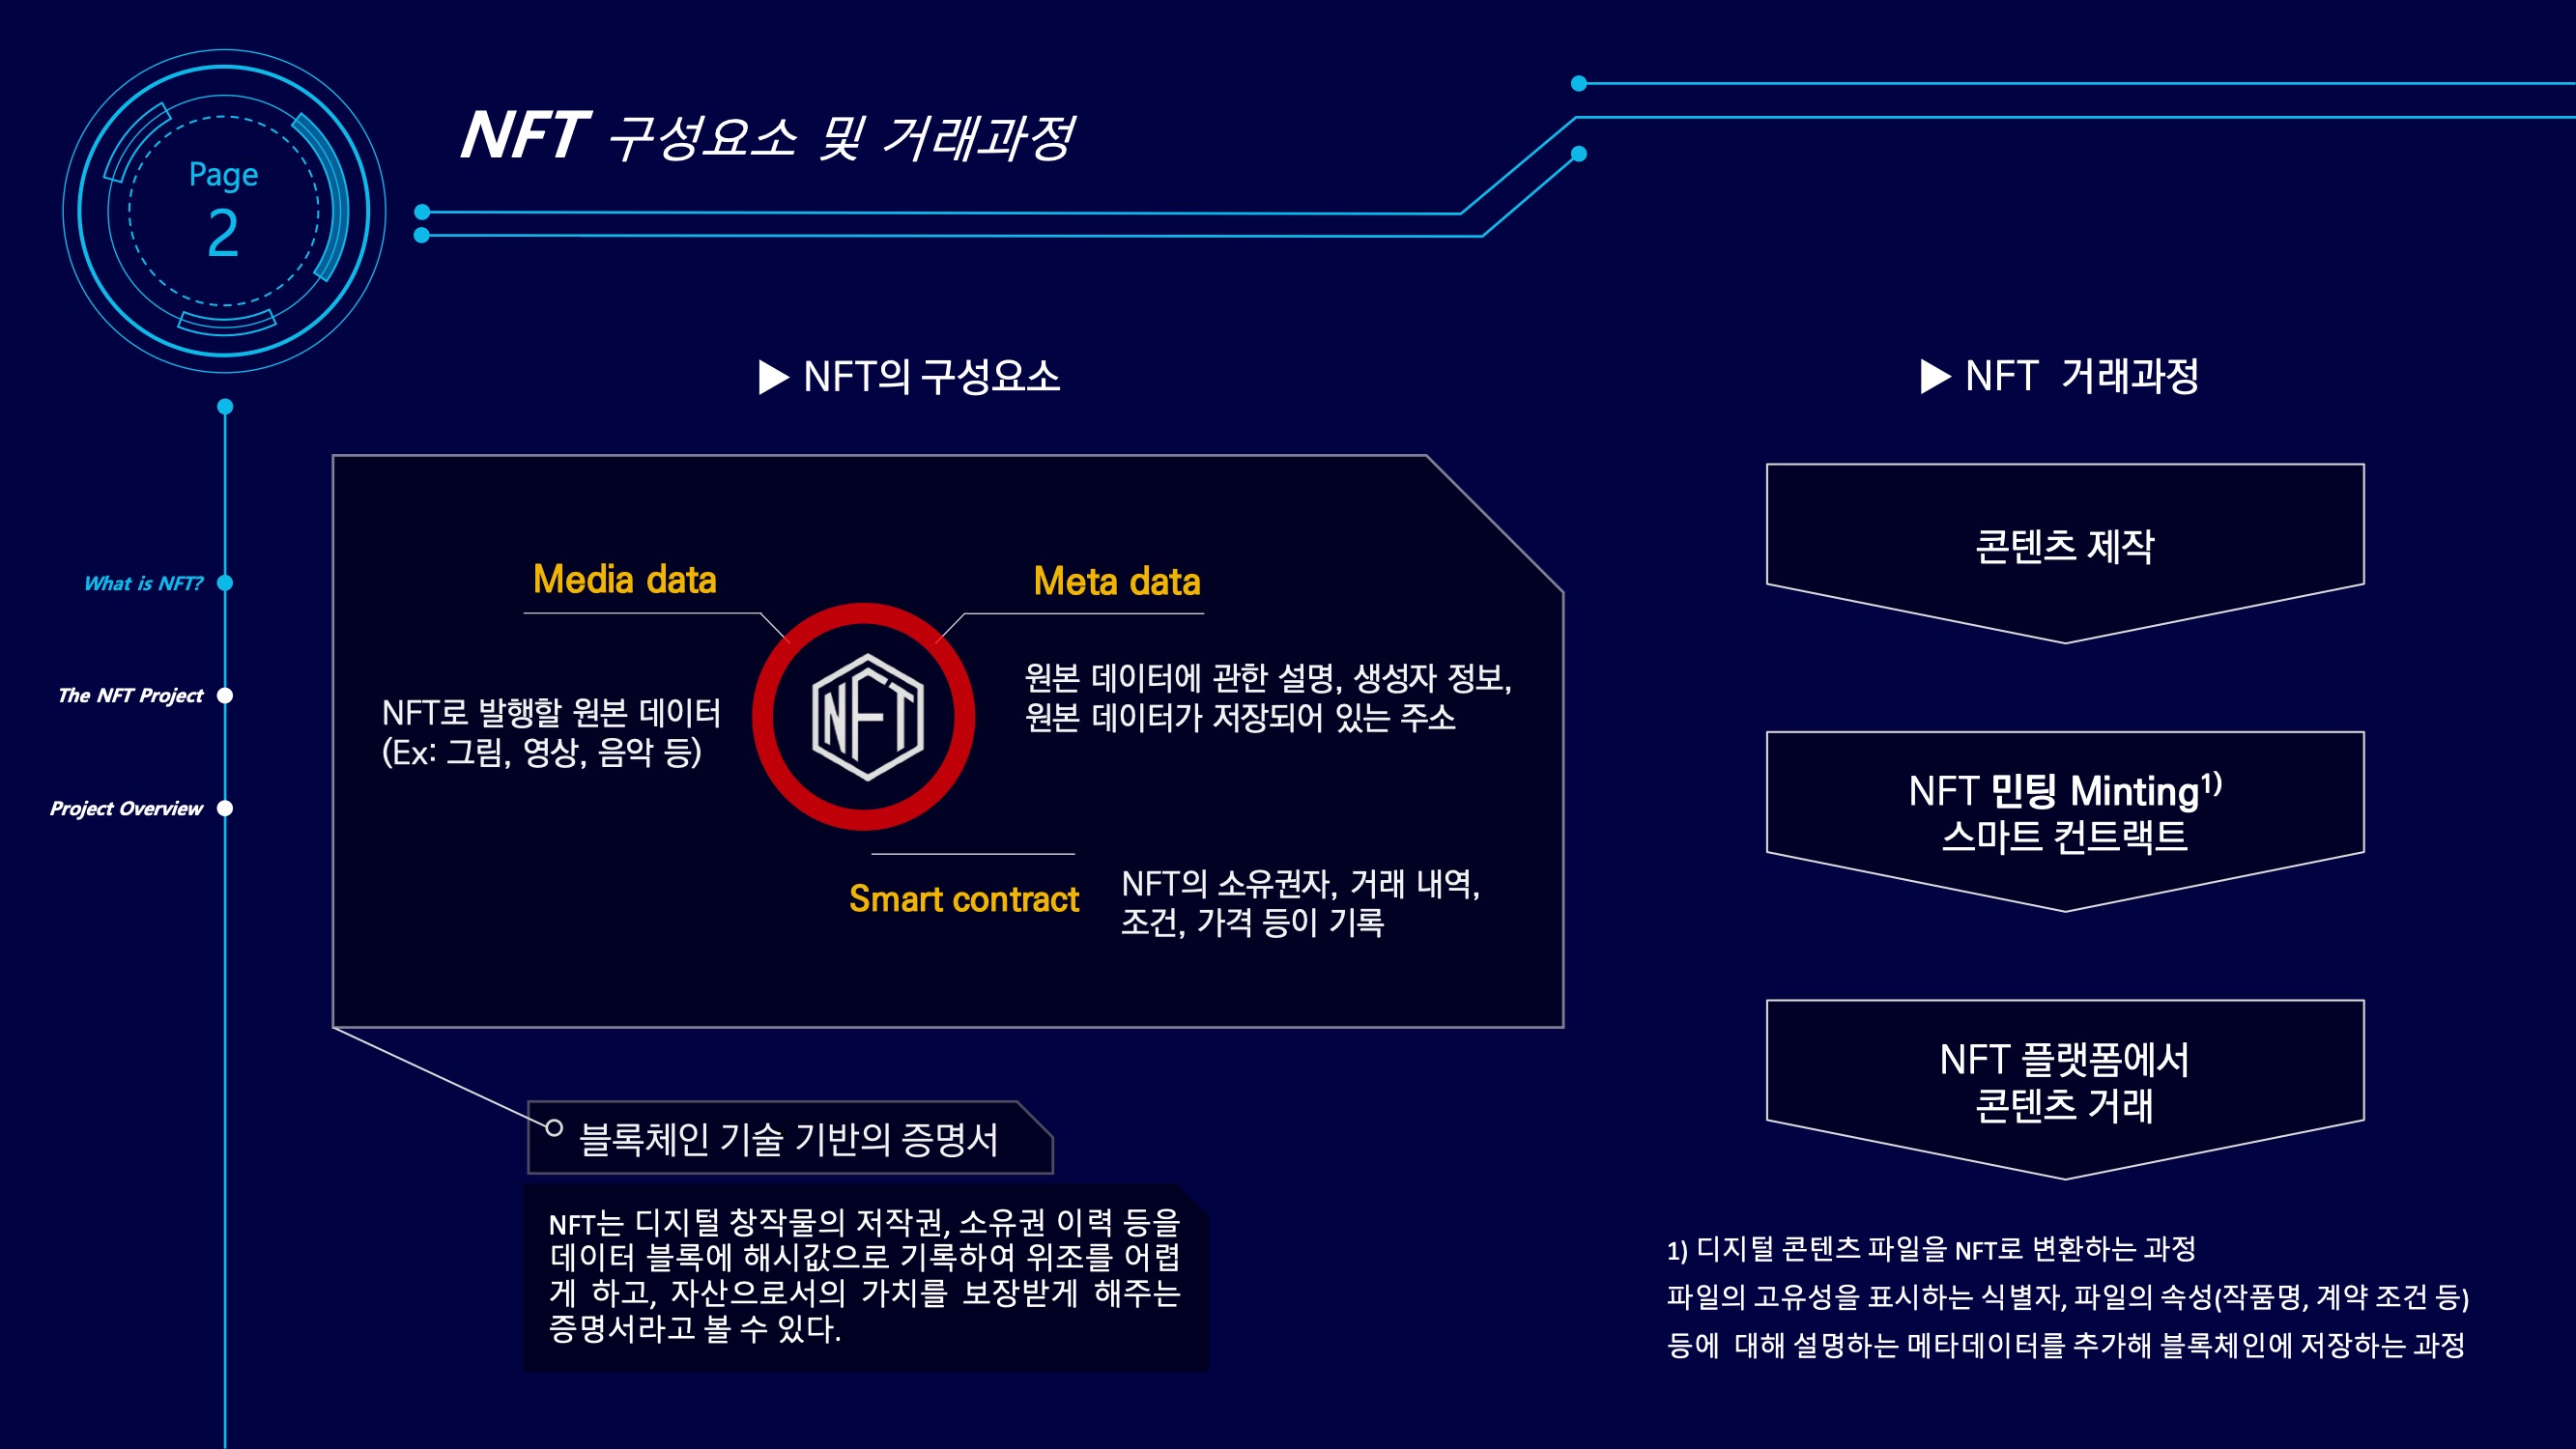 Page
2
NFT 구성요소 및 거래과정
What is NFT?
The NFT Project
Project Overview
▶ NFT의 구성요소
Media data
NFT로 발행할 원본 데이터
(Ex: 그림, 영상, 음악 등)
NFT
Meta data
원본 데이터에 관한 설명, 생성자 정보,
원본 데이터가 저장되어 있는 주소
Smart contract
NFT의 소유권자, 거래 내역,
조건, 가격 등이 기록
블록체인 기술 기반의 증명서
NFT는 디지털 창작물의 저작권, 소유권 이력 등을
데이터 블록에 해시값으로 기록하여 위조를 어렵
게 하고, 자산으로서의 가치를 보장받게 해주는
증명서라고 볼 수 있다.
▶ NFT 거래과정
콘텐츠 제작
NFT 민팅 Minting1)
스마트 컨트랙트
NFT 플랫폼에서
콘텐츠 거래
1) 디지털 콘텐츠 파일을 NFT로 변환하는 과정
파일의 고유성을 표시하는 식별자, 파일의 속성(작품명, 계약 조건 등)
등에 대해 설명하는 메타데이터를 추가해 블록체인에 저장하는 과정